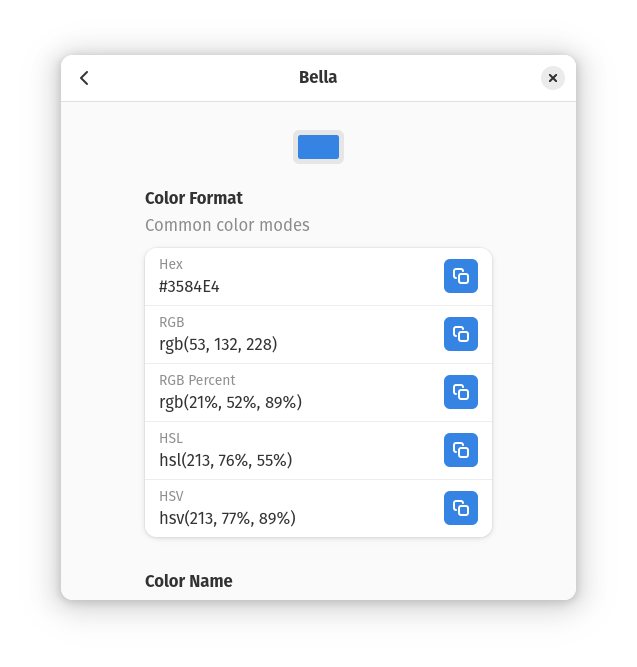 Bella
Color Format
Common color modes
Hex
#3584E4
RGB
rgb(53, 132, 228)
RGB Percent
rgb(21%, 52%, 89%)
HSL
hsl(213, 76%, 55%)
HSV
hsv(213, 77%, 89%)
Color Name